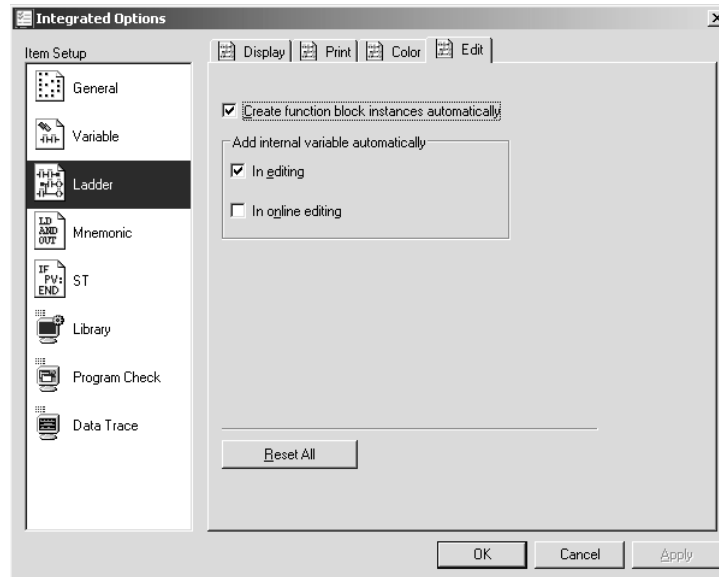 Integrated Options
Item Setup
General
Variable
Ladder
LD
AND
OUT
Mnemonic
IF
PV:
END
ST
Library
Program Check
Data Trace
Display
Print
Color
Edit
Create function block instances automatically
Add internal variable automatically
In editing
In online editing
Reset All
OK
Cancel
Apply